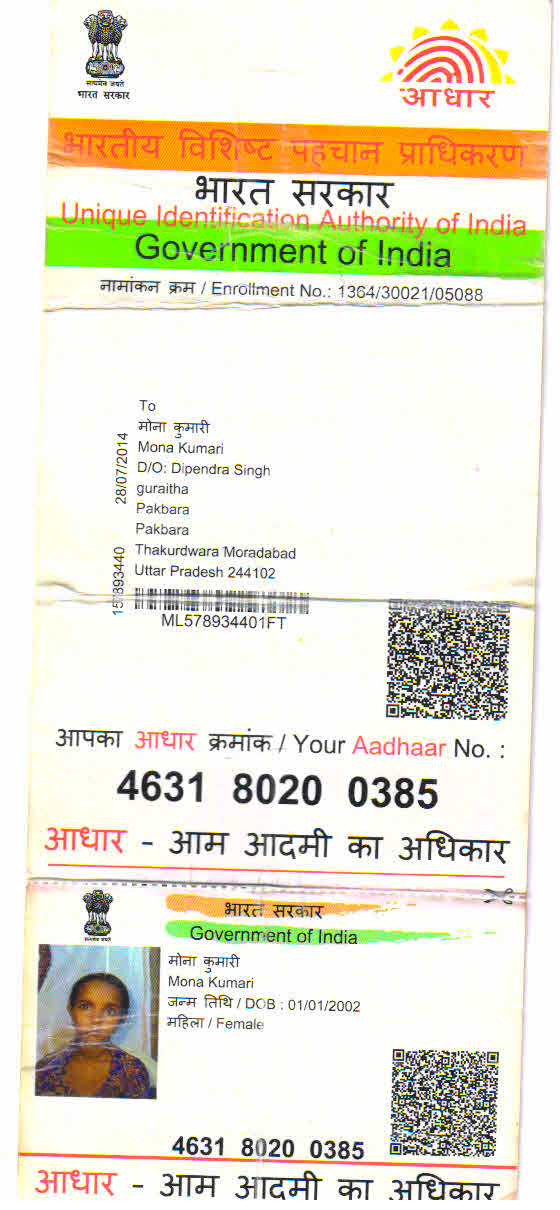 सत्यमेव जयते
भारत सरकार
आधार
भारतीय विशिष्ट पहचान प्राधिकरण
भारत सरकार
Unique Identification Authority of India
Government of India
नामांकन क्रम / Enrollment No.: 1364/30021/05088
To
मोना कुमारी
Mona Kumari
D/O: Dipendra Singh
guraitha
Pakbara
Pakbara
Thakurdwara Moradabad
Uttar Pradesh 244102
28/07/2014
ML578934401FT
आपका आधार क्रमांक / Your Aadhaar No. :
4631 8020 0385
आधार - आम आदमी का अधिकार
सत्यमेव जयते
भारत सरकार
Government of India
मोना कुमारी
Mona Kumari
जन्म तिथि / DOB : 01/01/2002
महिला / Female
4631 8020 0385
आधार - आम आदमी का अधिकार